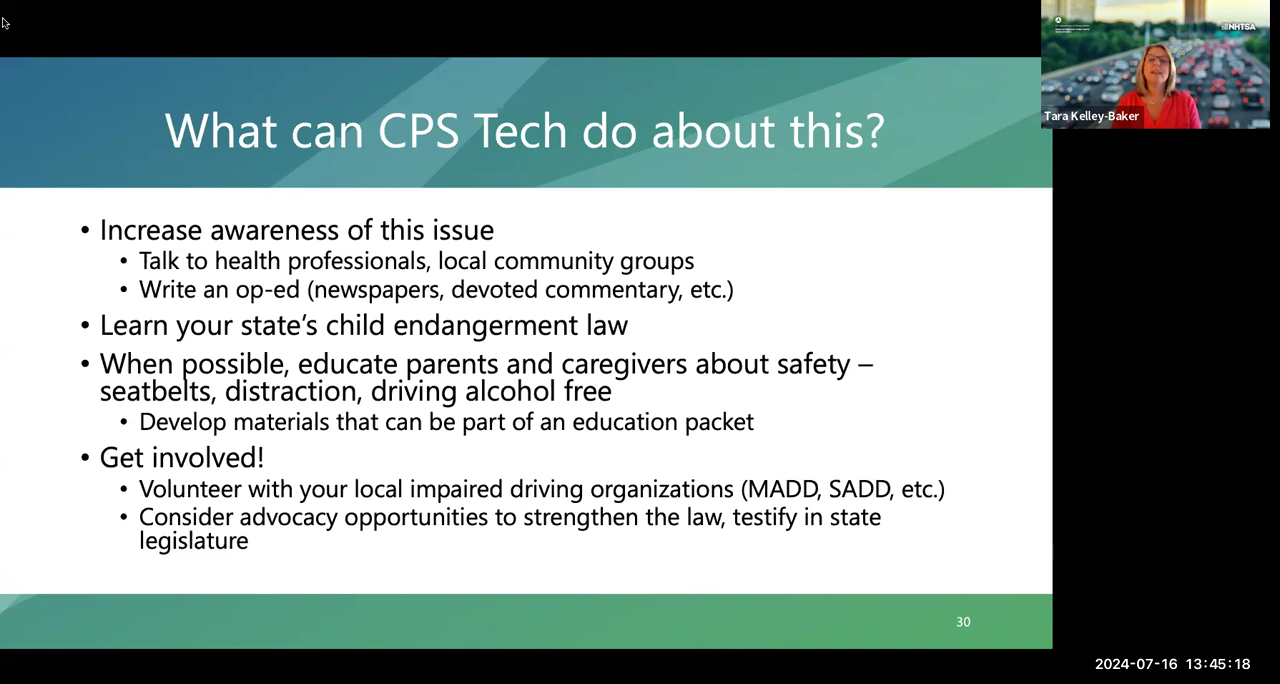 NHTSA
Tara Kelley-Baker
What can CPS Tech do about this?
• Increase awareness of this issue
• Talk to health professionals, local community groups
• Write an op-ed (newspapers, devoted commentary, etc.)
• Learn your state's child endangerment law
• When possible, educate parents and caregivers about safety –
seatbelts, distraction, driving alcohol free
• Develop materials that can be part of an education packet
• Get involved!
• Volunteer with your local impaired driving organizations (MADD, SADD, etc.)
• Consider advocacy opportunities to strengthen the law, testify in state
legislature
30
2024-07-16 13:45:18